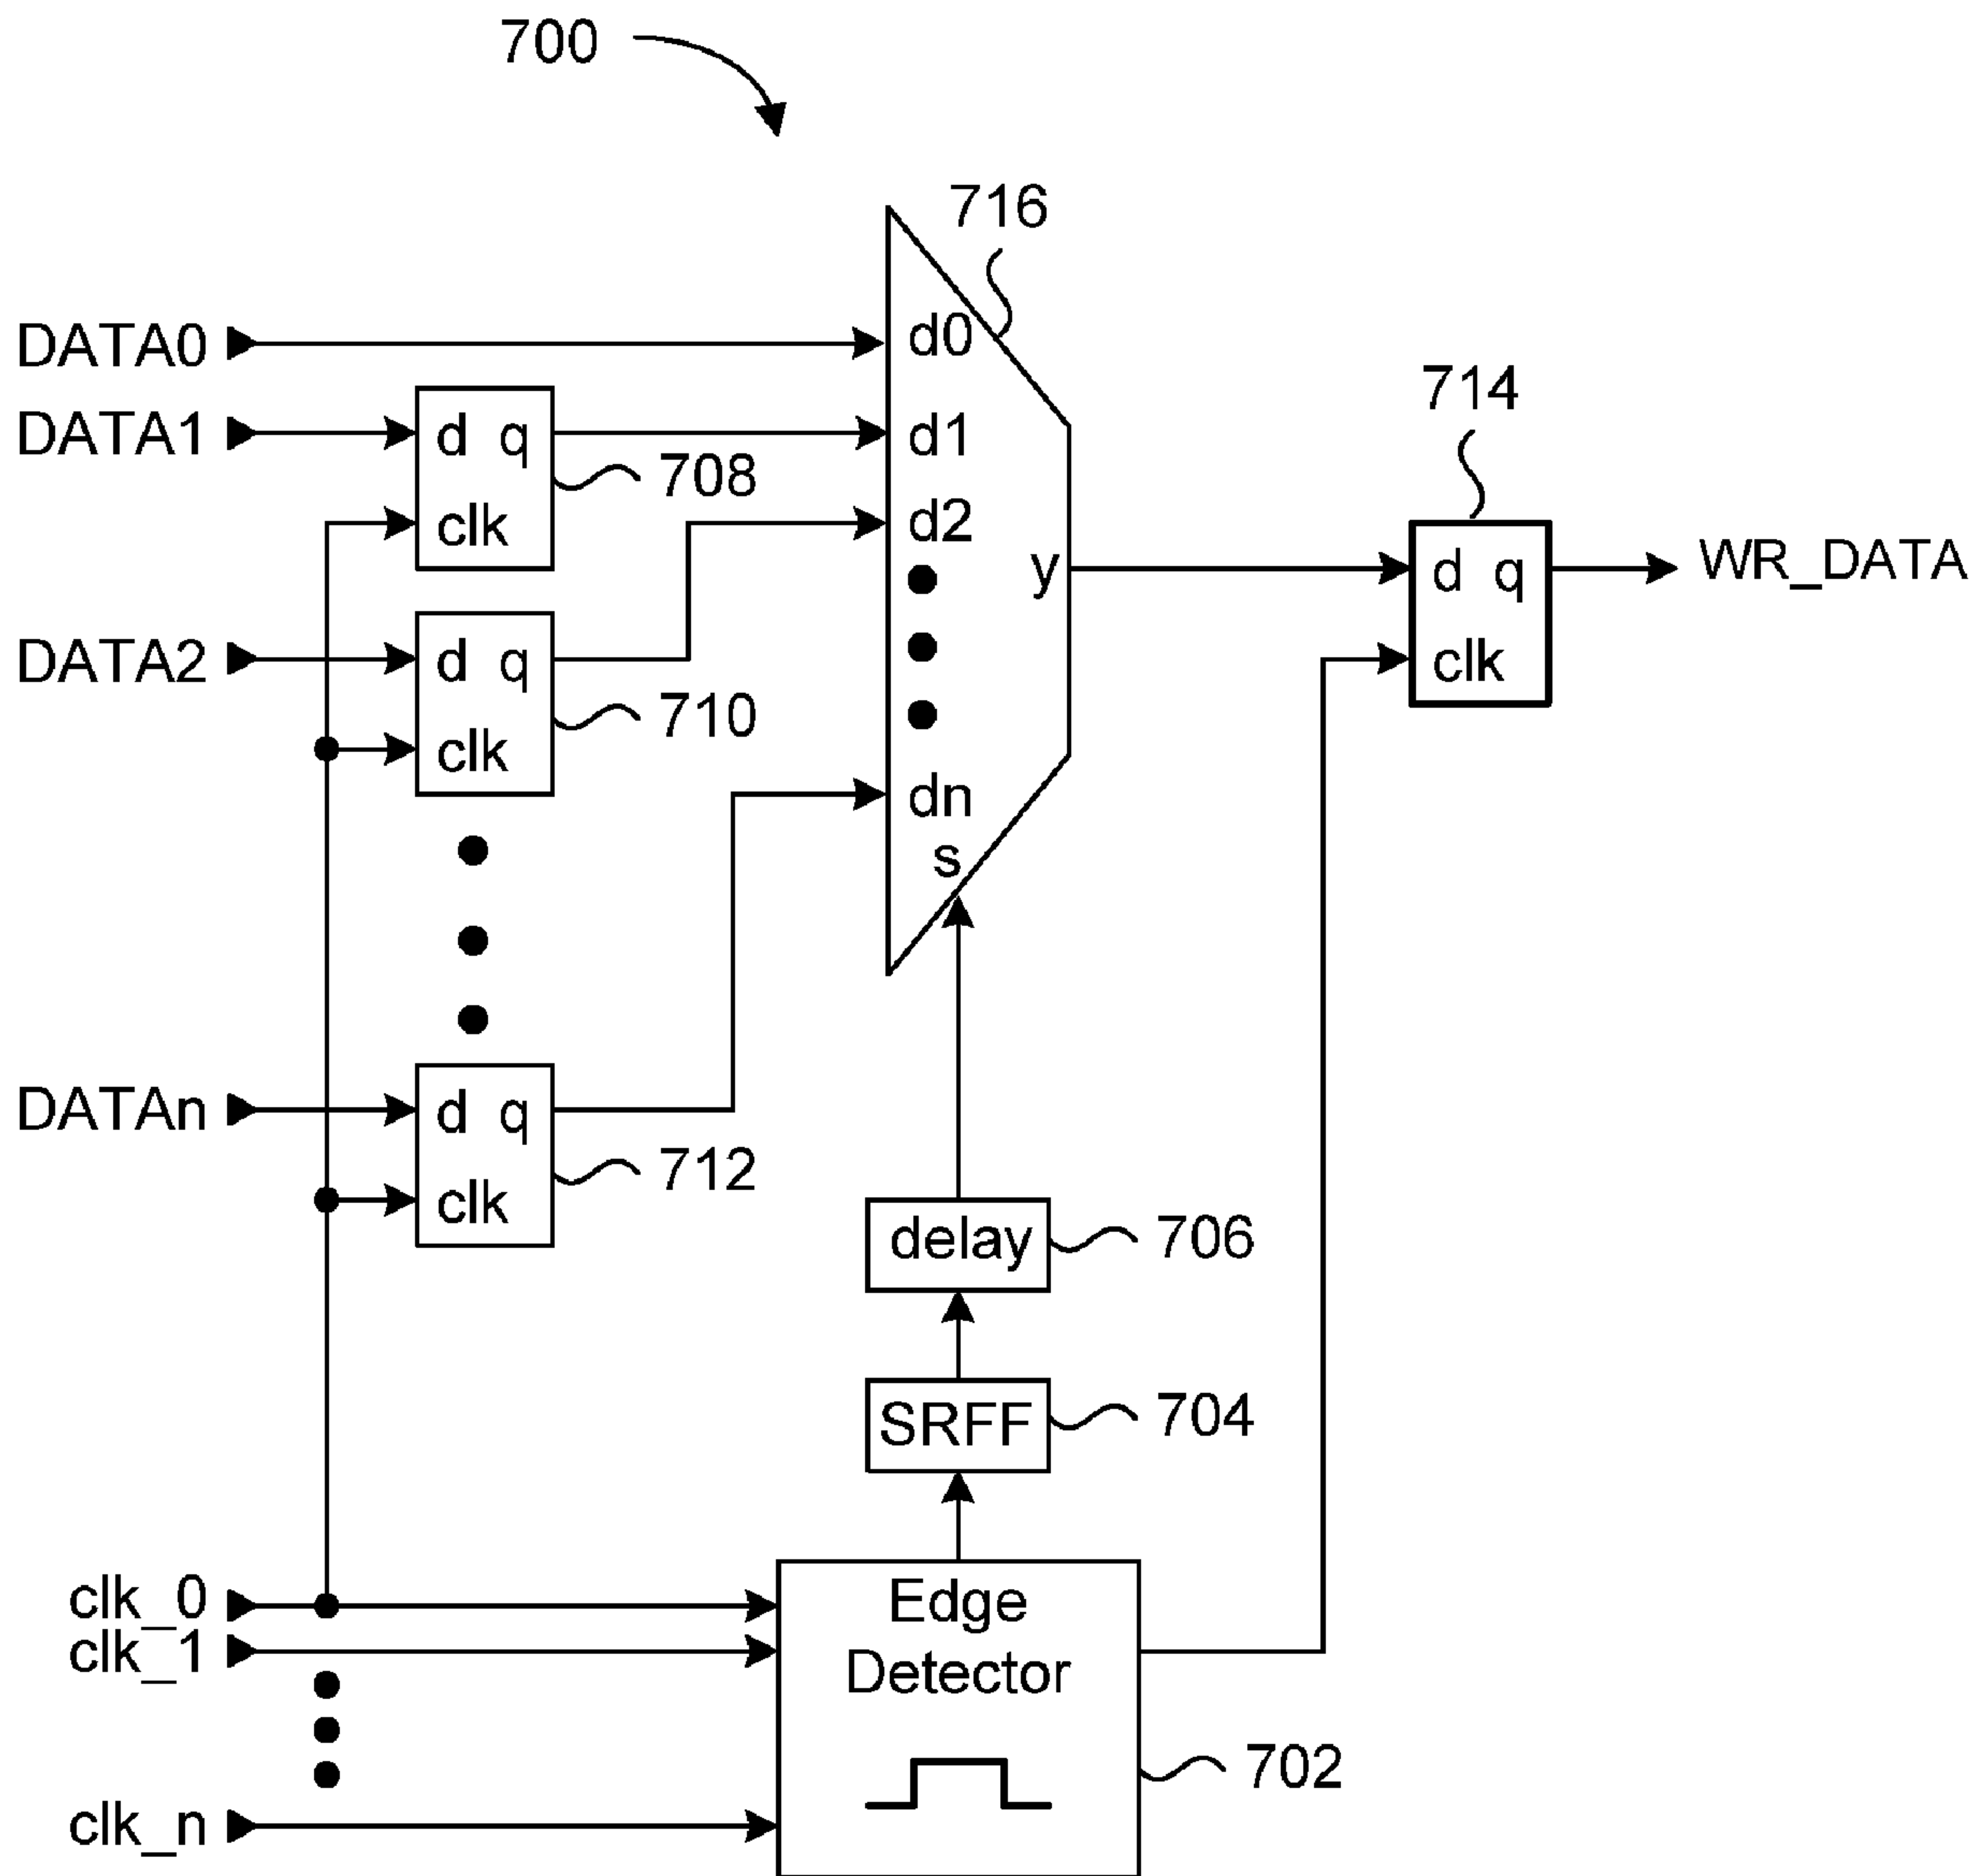 700
716
DATA0
d0
714
DATA1
d q
d1
708
clk
d2
y
d q
WR_DATA
DATA2
d q
clk
710
clk
dn
s
DATAn
d q
712
clk
delay
706
SRFF
704
clk_0
Edge
clk_1
Detector
702
clk_n